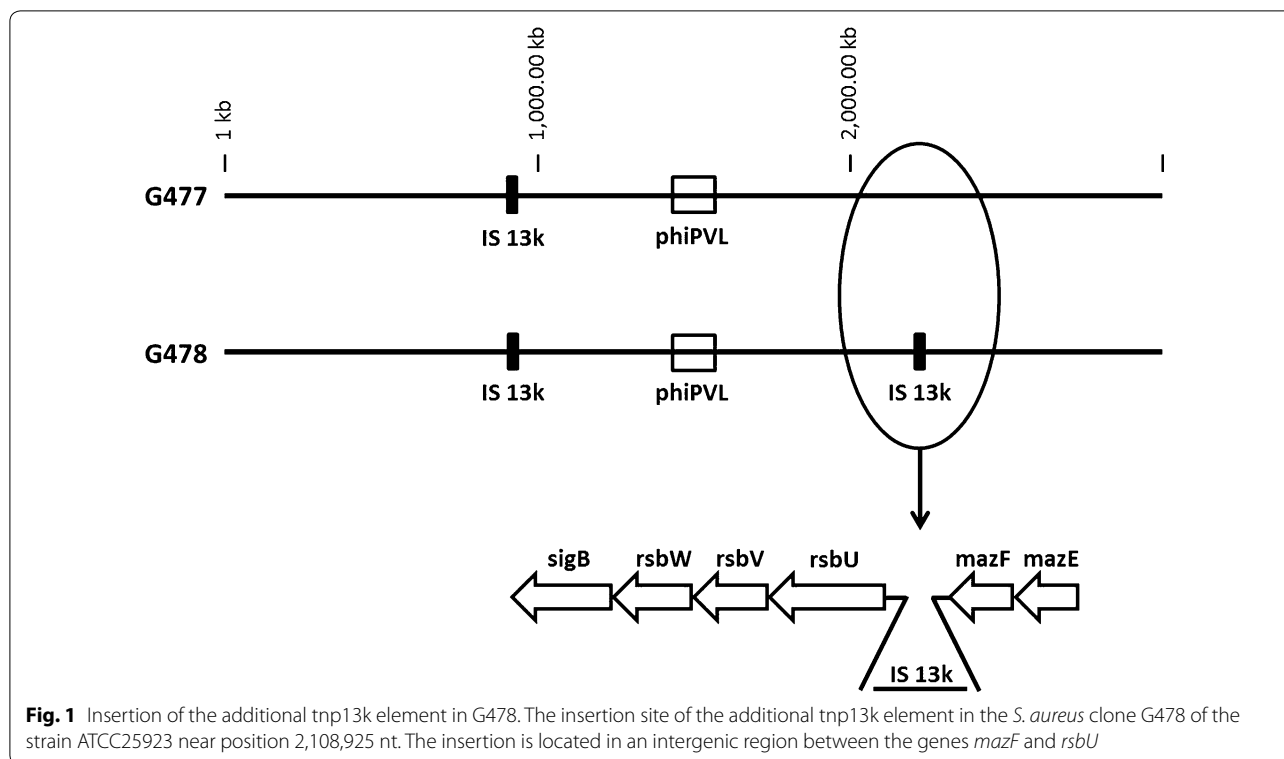 1 kb
1,000.00 kb
2,000.00 kb
G477
IS 13k
phiPVL
G478
IS 13k
phiPVL
IS 13k
sigB rsbW rsbV rsbU mazF mazE
IS 13k
Fig. 1 Insertion of the additional tnp13k element in G478. The insertion site of the additional tnp13k element in the S. aureus clone G478 of the
strain ATCC25923 near position 2,108,925 nt. The insertion is located in an intergenic region between the genes mazF and rsbU